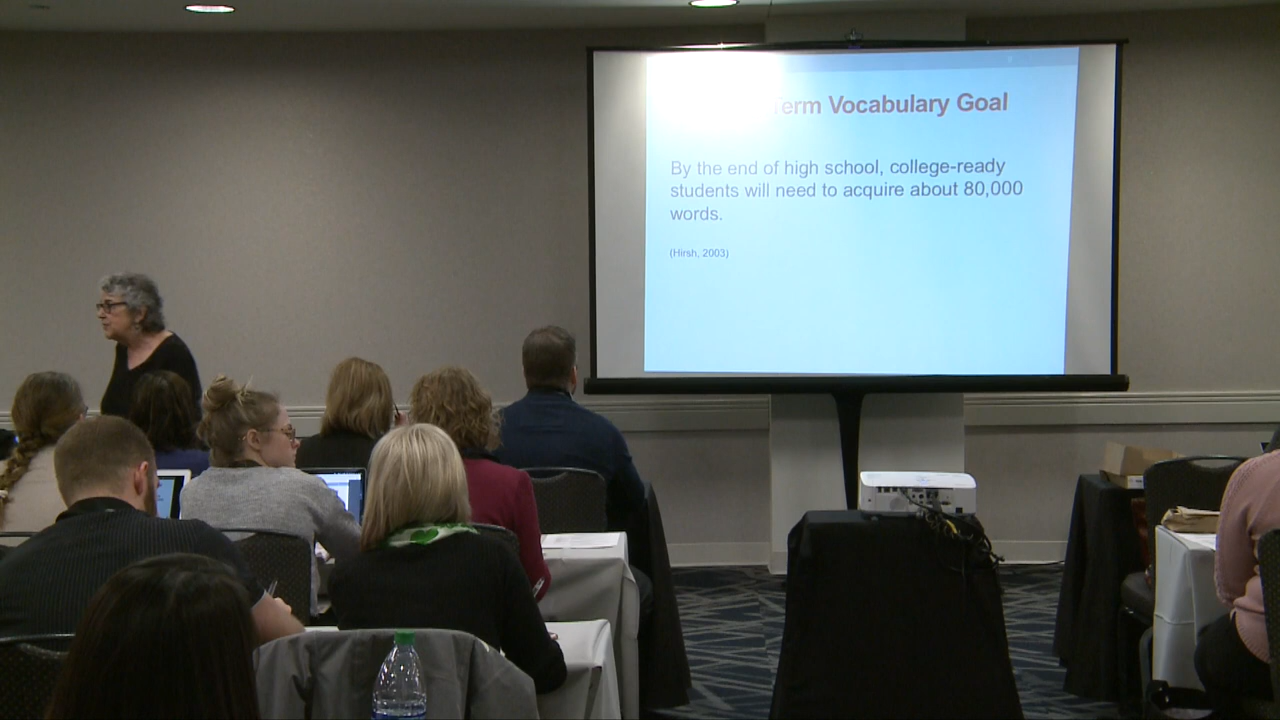 Term Vocabulary Goal
By the end of high school, college-ready
students will need to acquire about 80,000
words.
(Hirsh, 2003)